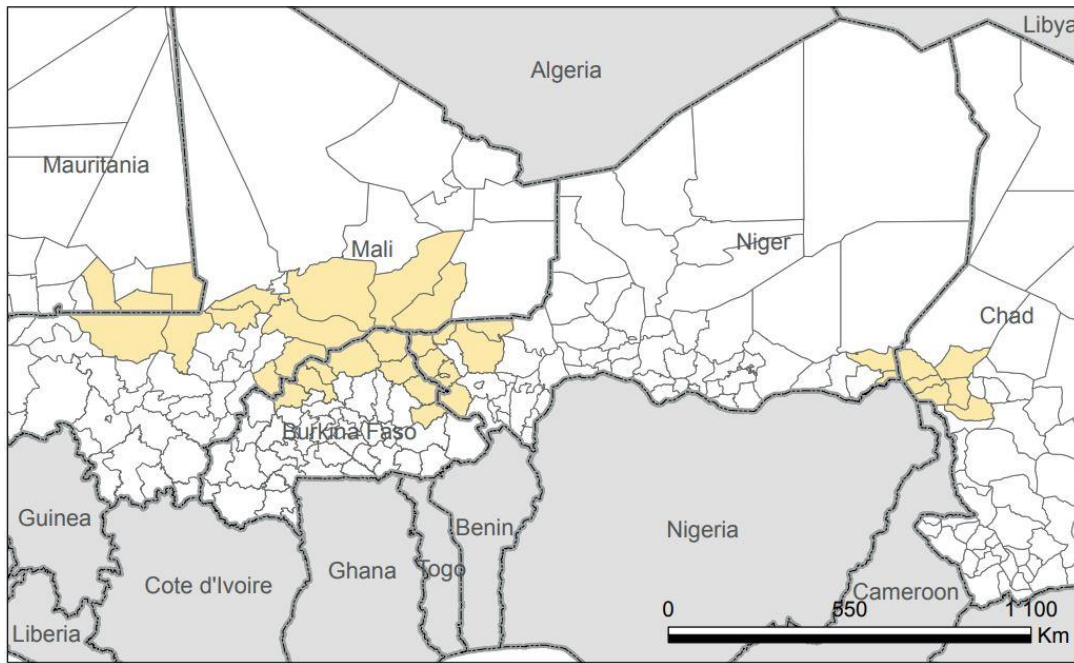 Libya
Algeria
Mauritania
Mali
Niger
Chad
Burkina Faso
Guinea
Benin
Nigeria
Cote d'Ivoire
Ghana
Togo
Cameroon
Liberia
0 550 1 100
Km